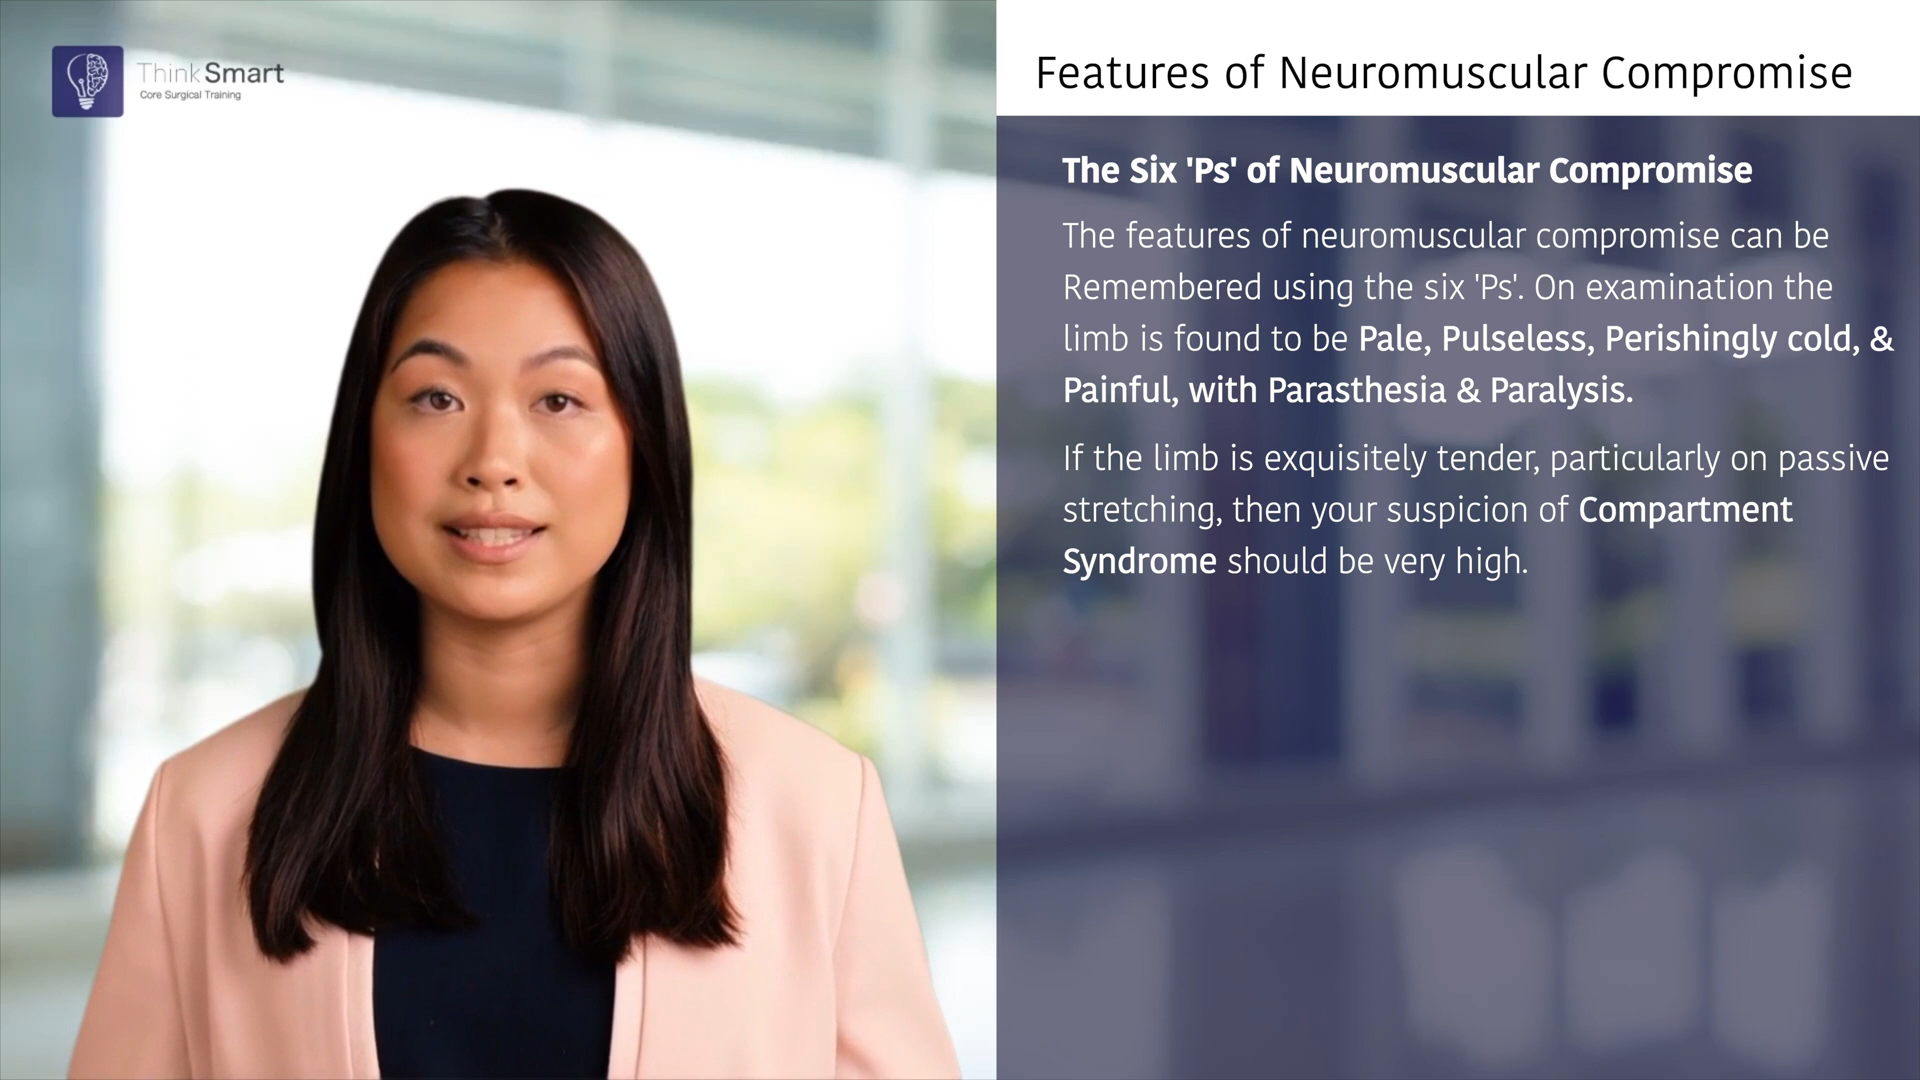 ThinkSmart
Core Surgical Training
Features of Neuromuscular Compromise
The Six 'Ps' of Neuromuscular Compromise
The features of neuromuscular compromise can be
Remembered using the six 'Ps'. On examination the
limb is found to be Pale, Pulseless, Perishingly cold, &
Painful, with Parasthesia & Paralysis.
If the limb is exquisitely tender, particularly on passive
stretching, then your suspicion of Compartment
Syndrome should be very high.